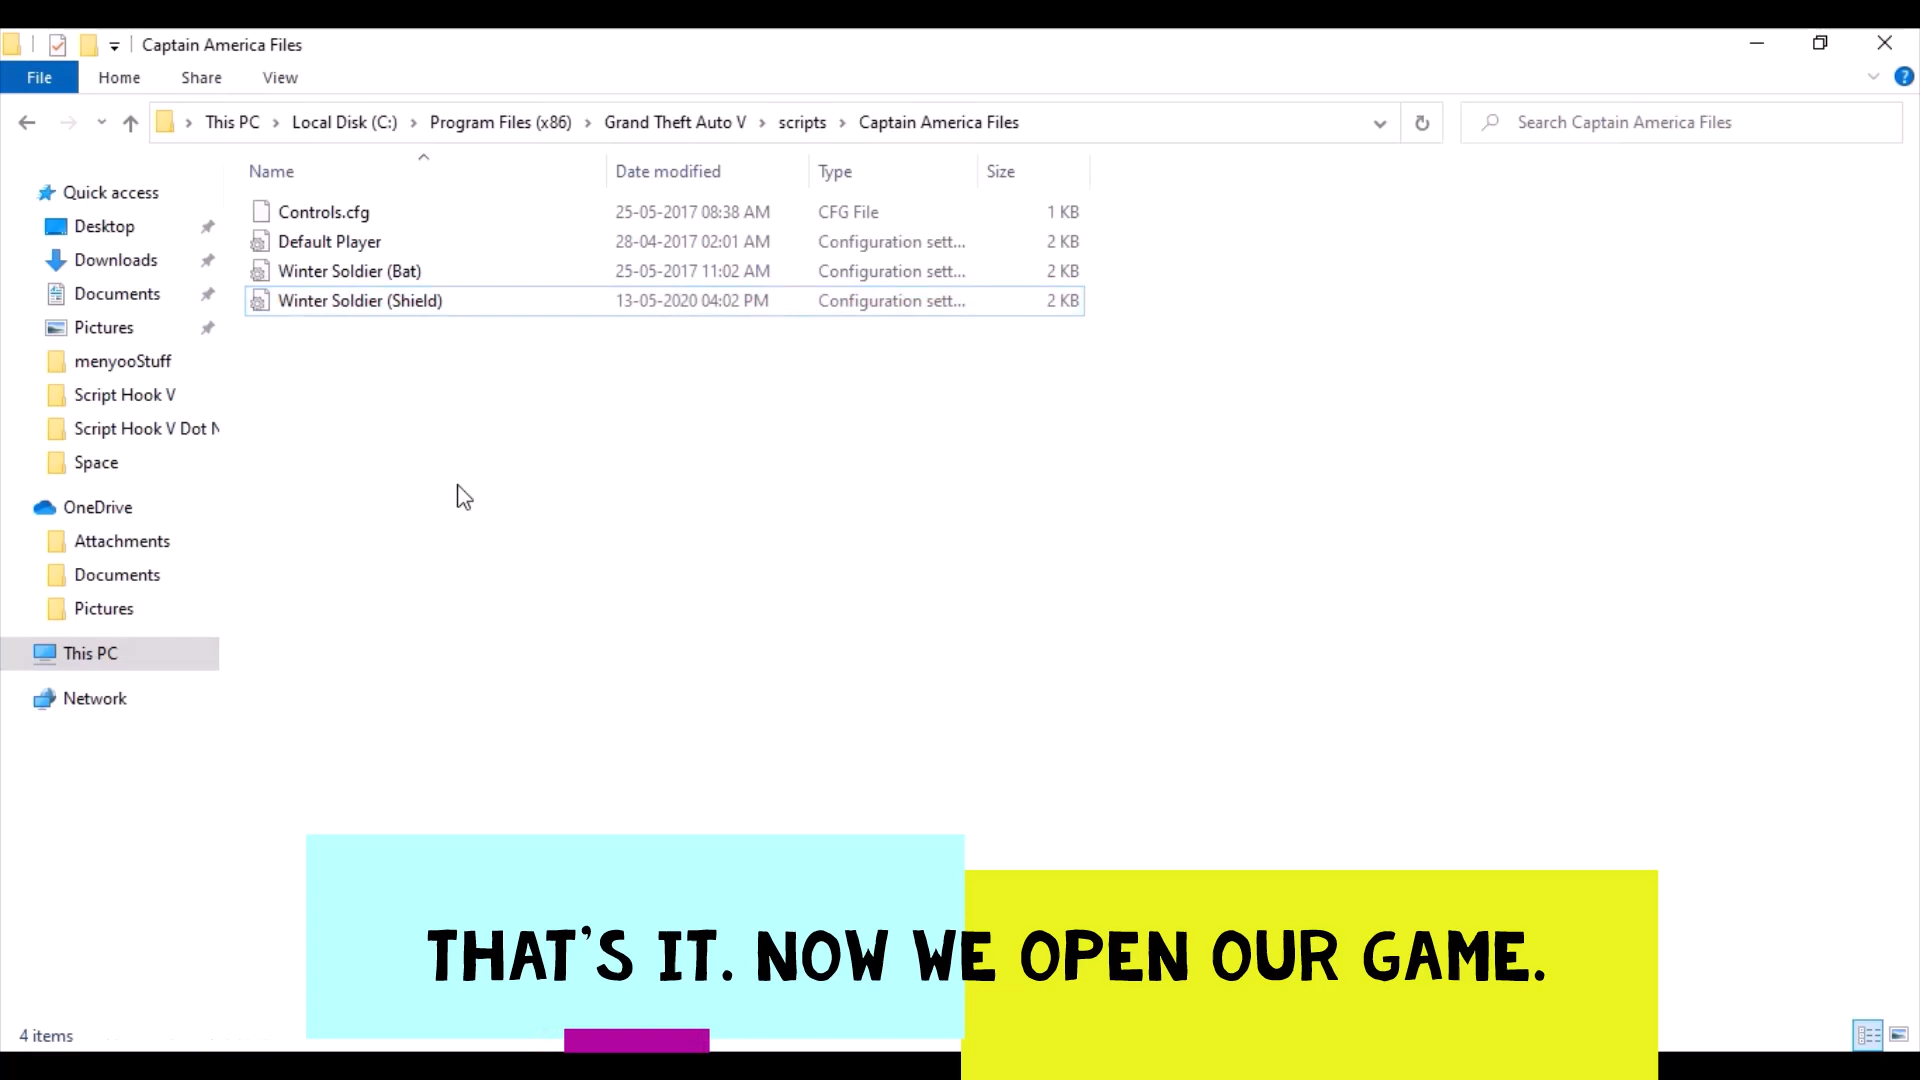 Captain America Files
File Home Share View
This PC Local Disk (C:) Program Files (x86) Grand Theft Auto V scripts Captain America Files
Search Captain America Files
Name Date modified Type Size
Controls.cfg 25-05-2017 08:38 AM CFG File 1 KB
Default Player 28-04-2017 02:01 AM Configuration sett... 2 KB
Winter Soldier (Bat) 25-05-2017 11:02 AM Configuration sett... 2 KB
Winter Soldier (Shield) 13-05-2020 04:02 PM Configuration sett... 2 KB
Quick access
Desktop
Downloads
Documents
Pictures
menyooStuff
Script Hook V
Script Hook V Dot N
Space
OneDrive
Attachments
Documents
Pictures
This PC
Network
THAT'S IT. NOW WE OPEN OUR GAME.
4 items